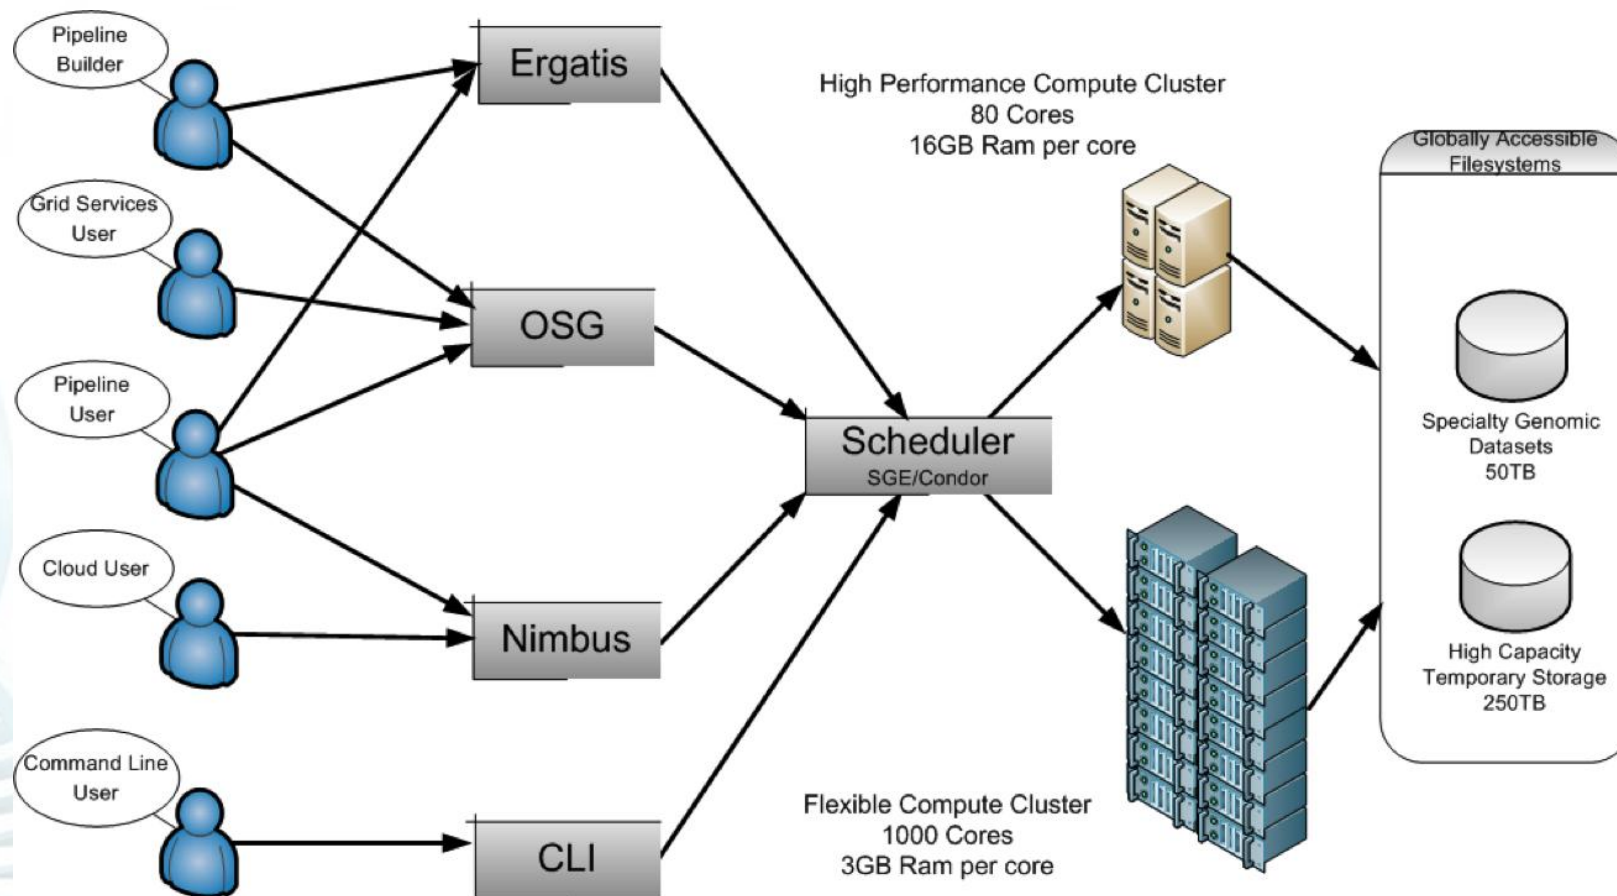 Pipeline
Builder
Grid Services
User
Pipeline
User
Cloud User
Command Line
User
Ergatis
OSG
Nimbus
CLI
Scheduler
SGE/Condor
High Performance Compute Cluster
80 Cores
16GB Ram per core
Flexible Compute Cluster
1000 Cores
3GB Ram per core
Globally Accessible
Filesystems
Specialty Genomic
Datasets
50TB
High Capacity
Temporary Storage
250TB